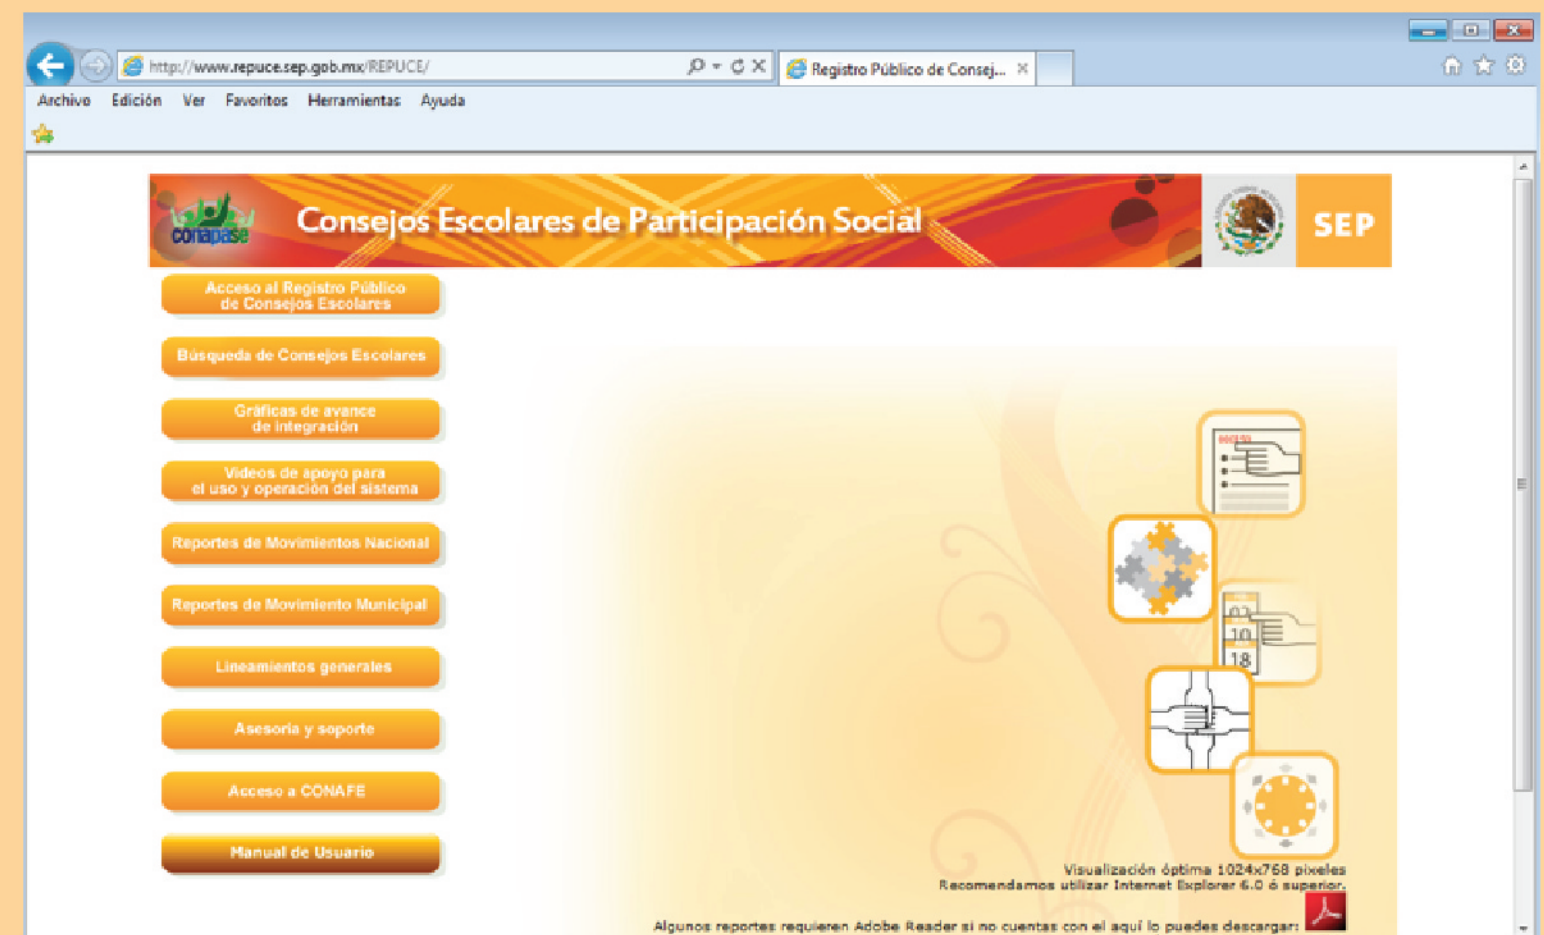 http://www.repuce.sep.gob.mx/REPUCE/
Registro Público de Consej...
Archivo Edición Ver Favoritos Herramientas Ayuda
conapase
Consejos Escolares de Participación Social
SEP
Acceso al Registro Público
de Consejos Escolares
Búsqueda de Consejos Escolares
Gráficas de avance
de integración
Videos de apoyo para
el uso y operación del sistema
Reportes de Movimientos Nacional
Reportes de Movimiento Municipal
Lineamientos generales
Asesoría y soporte
Acceso a CONAFE
Manual de Usuario
03
10
18
Visualización óptima 1024x768 pixeles
Recomendamos utilizar Internet Explorer 6.0 ó superior.
Algunos reportes requieren Adobe Reader si no cuentas con el aquí lo puedes descargar: